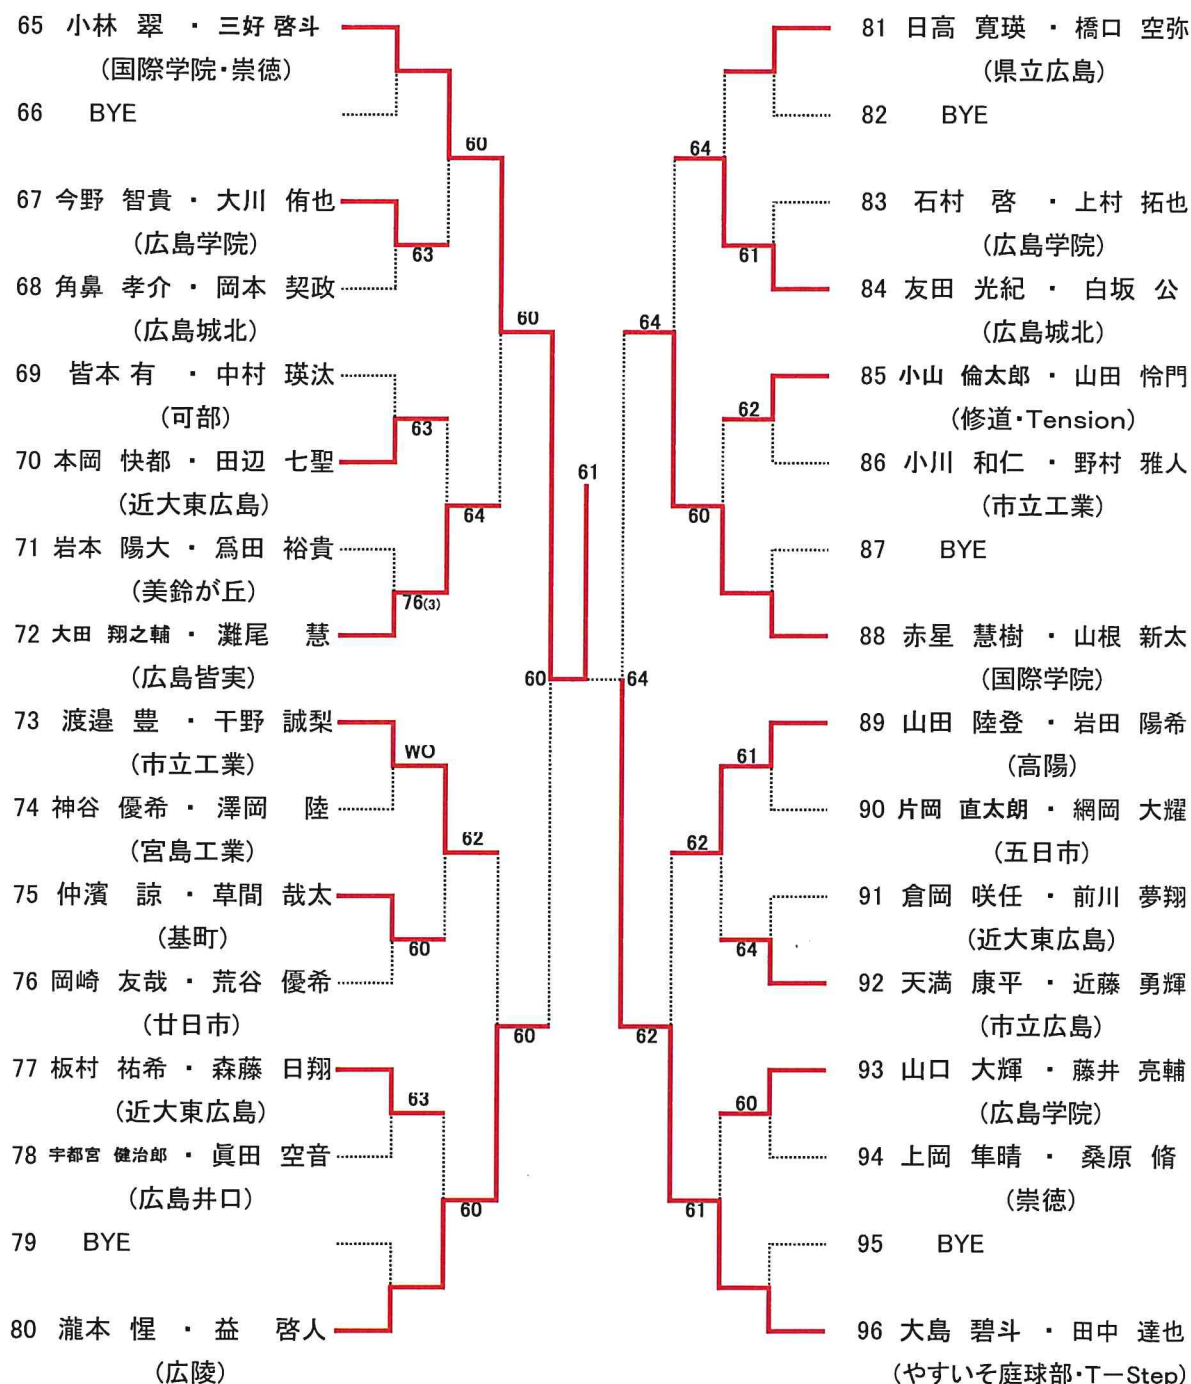 65 小林 翠 ・ 三好 啓斗
(国際学院・崇徳)
66 BYE
60
67 今野 智貴 ・ 大川 侑也
(広島学院)
63
68 角鼻 孝介 ・ 岡本 契政
(広島城北)
60
69 皆本 有 ・ 中村 瑛汰
(可部)
63
70 本岡 快都 ・ 田辺 七聖
(近大東広島)
64
71 岩本 陽大 ・ 爲田 裕貴
(美鈴が丘)
76(3)
72 大田 翔之輔 ・ 灘尾 慧
(広島皆実)
60
61
73 渡邉 豊 ・ 干野 誠梨
(市立工業)
WO
74 神谷 優希 ・ 澤岡 陸
(宮島工業)
62
75 仲濱 諒 ・ 草間 哉太
(基町)
60
76 岡崎 友哉 ・ 荒谷 優希
(廿日市)
60
77 板村 祐希 ・ 森藤 日翔
(近大東広島)
63
78 宇都宮 健治郎 ・ 眞田 空音
(広島井口)
60
79 BYE
80 瀧本 惺 ・ 益 啓人
(広陵)
81 日高 寛瑛 ・ 橋口 空弥
(県立広島)
82 BYE
64
83 石村 啓 ・ 上村 拓也
(広島学院)
61
84 友田 光紀 ・ 白坂 公
(広島城北)
64
85 小山 倫太郎 ・ 山田 怜門
(修道・Tension)
62
86 小川 和仁 ・ 野村 雅人
(市立工業)
60
87 BYE
88 赤星 慧樹 ・ 山根 新太
(国際学院)
64
89 山田 陸登 ・ 岩田 陽希
(高陽)
61
90 片岡 直太朗 ・ 網岡 大耀
(五日市)
62
91 倉岡 咲任 ・ 前川 夢翔
(近大東広島)
64
92 天満 康平 ・ 近藤 勇輝
(市立広島)
62
93 山口 大輝 ・ 藤井 亮輔
(広島学院)
60
94 上岡 隼晴 ・ 桑原 脩
(崇徳)
61
95 BYE
96 大島 碧斗 ・ 田中 達也
(やすいそ庭球部・T－Step)